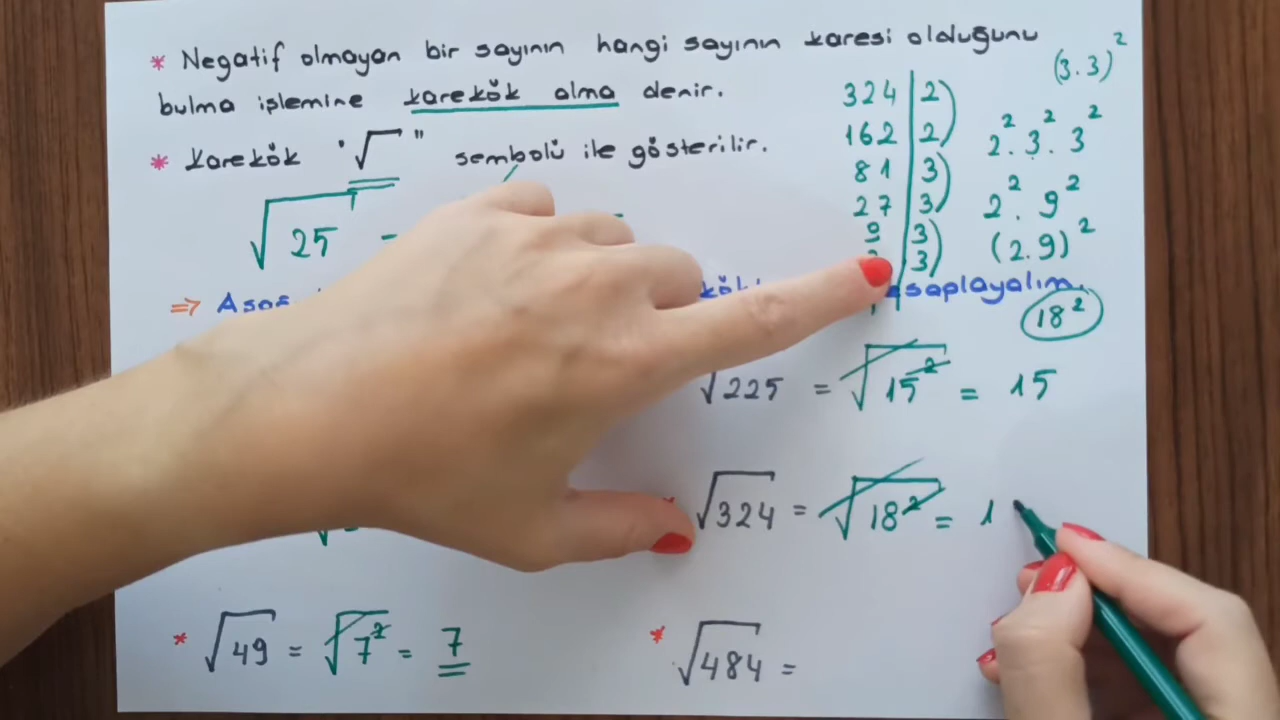 * Negatif olmayan bir sayının hangi sayının karesi olduğunu
bulma işlemine karekök alma denir.
* Karekök "√" sembolü ile gösterilir.
√25
324 | 2
162 | 2
81 | 3
27 | 3
9 | 3
3
(3.3)²
2². 3². 3²
2². 9²
(2.9)²
18²
√225 = √15² = 15
√324 = √18² = 1
* √49 = √7² = 7
* √484 =